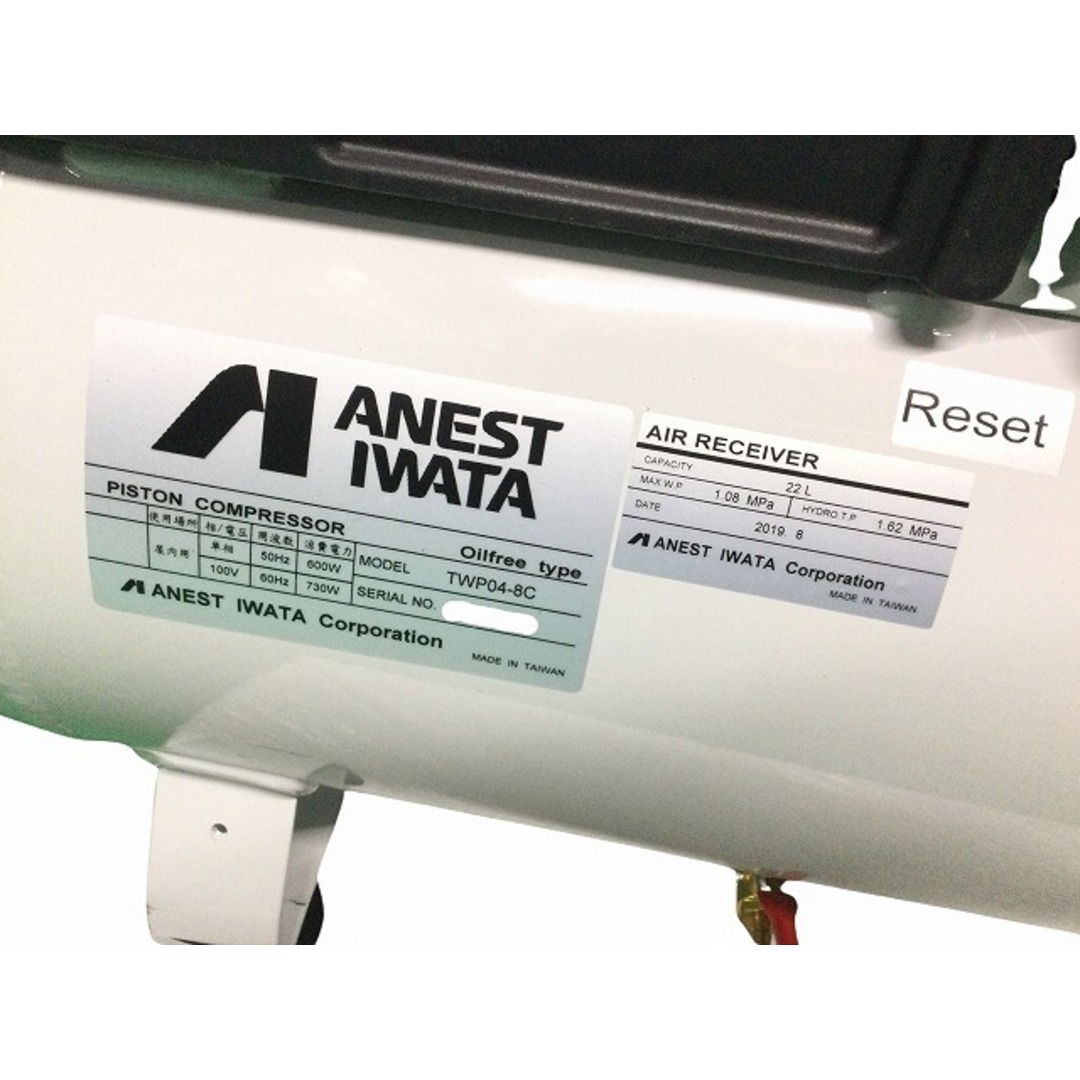 ANEST
IWATA
PISTON COMPRESSOR
Oilfree type
使用場所 相/電圧 周波数 消費電力
屋内用 単相 50Hz 600W
100V 60Hz 730W
MODEL TWP04-8C
SERIAL NO.
ANEST IWATA Corporation
MADE IN TAIWAN
AIR RECEIVER
CAPACITY 22 L
MAX W.P 1.08 MPa HYDRO.T.P 1.62 MPa
DATE 2019. 8
ANEST IWATA Corporation
MADE IN TAIWAN
Reset